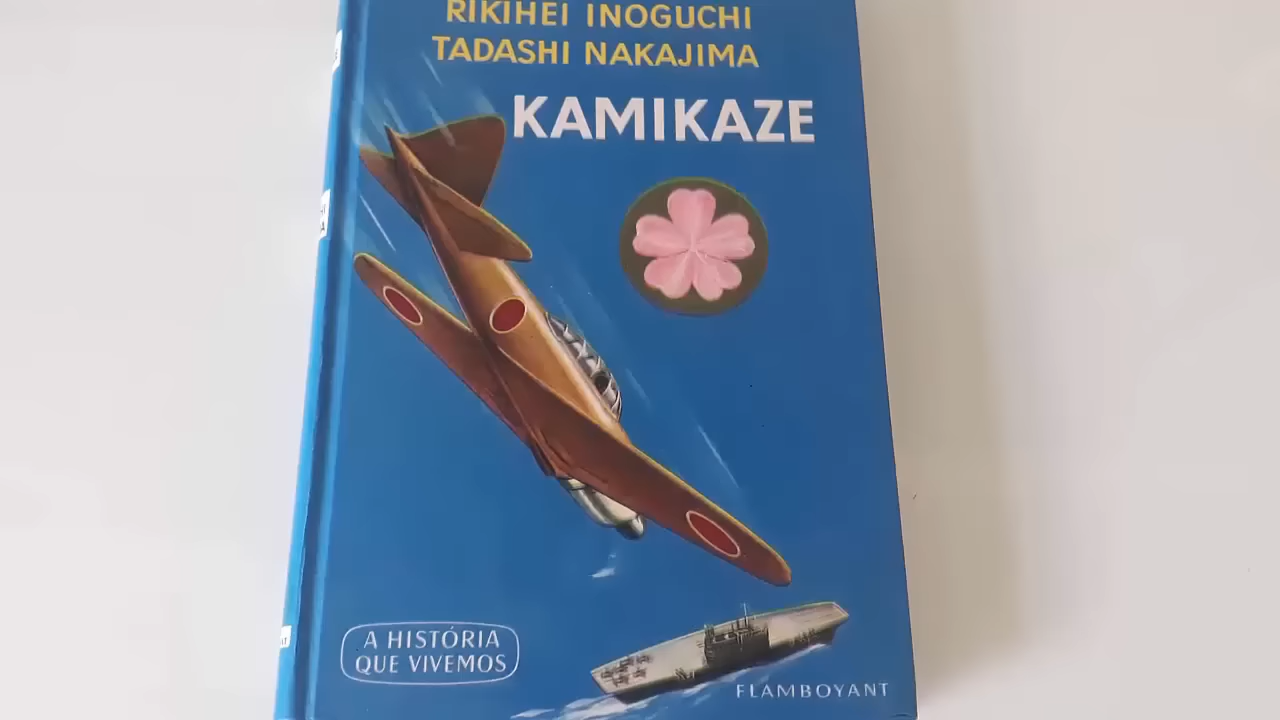 RIKIHEI INOGUCHI
TADASHI NAKAJIMA
KAMIKAZE
A HISTÓRIA
QUE VIVEMOS
FLAMBOYANT